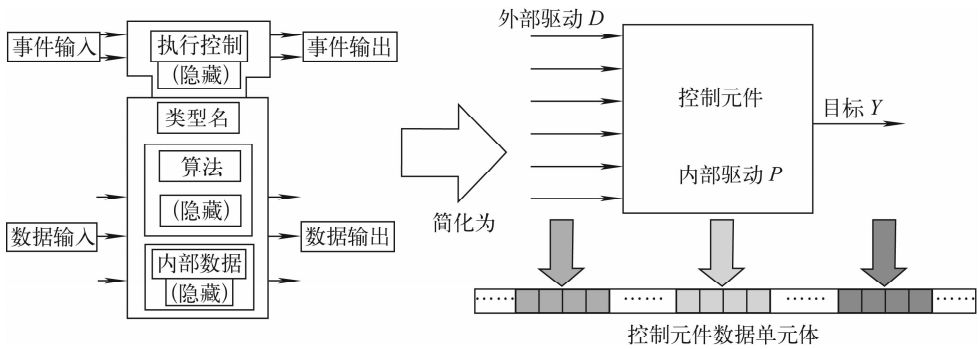 事件输入
执行控制
(隐藏)
事件输出
类型名
算法
(隐藏)
数据输入
数据输出
内部数据
(隐藏)
简化为
外部驱动 D
控制元件
内部驱动 P
目标 Y
…… …… …… ……
控制元件数据单元体